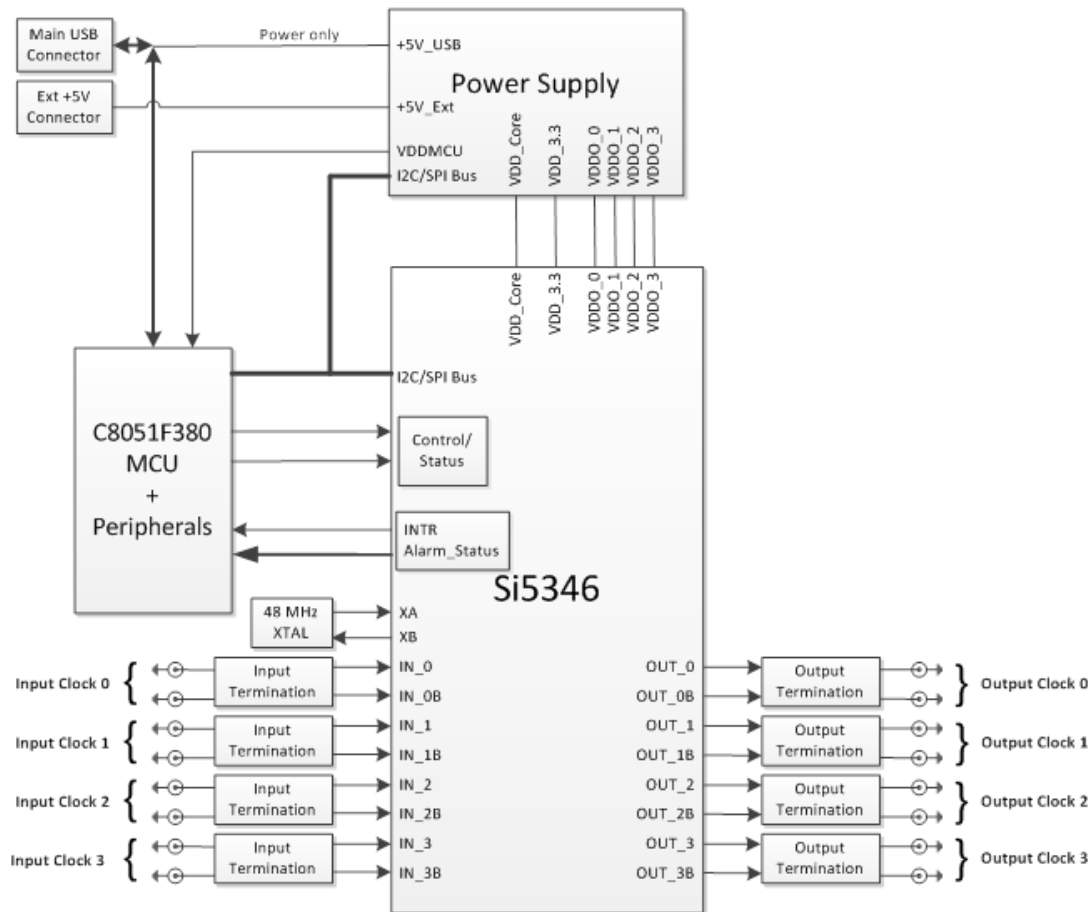 Main USB
Connector
Power only
+5V_USB
Power Supply
Ext +5V
Connector
+5V_Ext
VDDMCU
I2C/SPI Bus
VDD_Core
VDD_3.3
VDDO_0
VDDO_1
VDDO_2
VDDO_3
VDD_Core
VDD_3.3
VDDO_0
VDDO_1
VDDO_2
VDDO_3
I2C/SPI Bus
C8051F380
MCU
+
Peripherals
Control/
Status
INTR
Alarm_Status
Si5346
48 MHz
XTAL
XA
XB
Input Clock 0
Input
Termination
IN_0
IN_0B
OUT_0
OUT_0B
Output
Termination
Output Clock 0
Input Clock 1
Input
Termination
IN_1
IN_1B
OUT_1
OUT_1B
Output
Termination
Output Clock 1
Input Clock 2
Input
Termination
IN_2
IN_2B
OUT_2
OUT_2B
Output
Termination
Output Clock 2
Input Clock 3
Input
Termination
IN_3
IN_3B
OUT_3
OUT_3B
Output
Termination
Output Clock 3